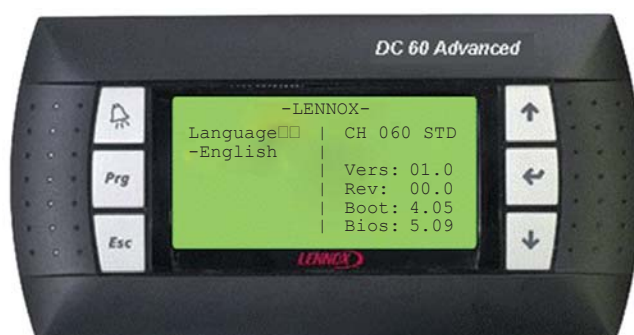 DC 60 Advanced
-LENNOX-
Language□□ | CH 060 STD
-English |
| Vers: 01.0
| Rev: 00.0
| Boot: 4.05
| Bios: 5.09
Prg
Esc
LENNOX